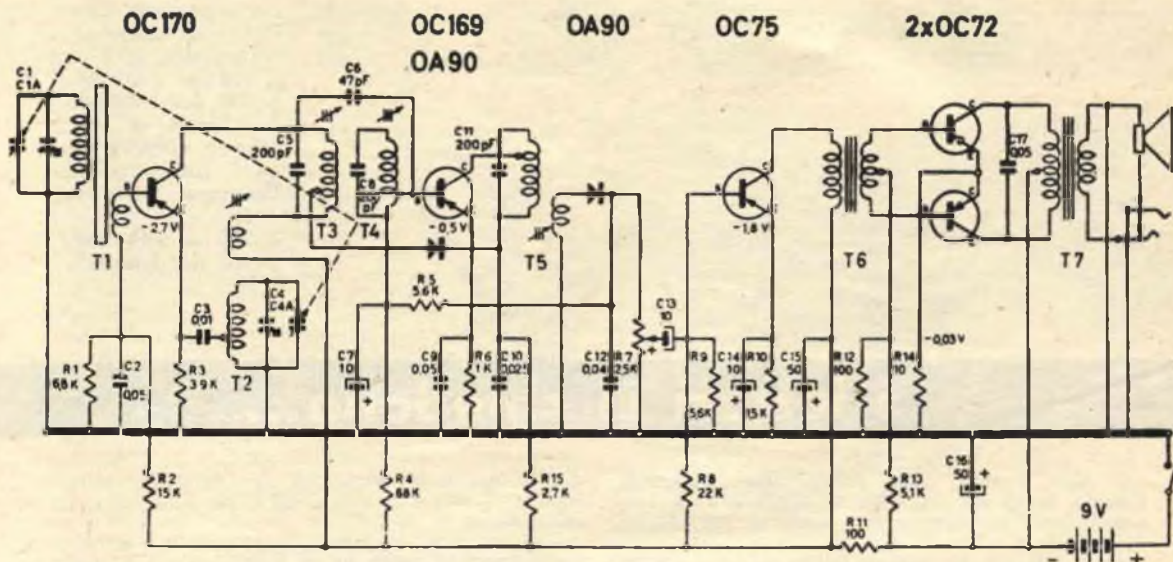 OC170
OC169
OA90
OA90
OC75
2xOC72
C1
C1A
C6
47pF
C5
200pF
C11
200pF
C8
C17
0,05
B
C
E
-2,7V
-0,5V
-1,8V
T1
T3
T4
T5
T6
T7
R5
5.6K
C3
0,01
C4
C4A
T2
C13
10
-0,03V
R1
6,8K
C2
0,05
R3
3.9K
C7
10
+
C9
0,05
R6
1K
C10
0,025
C12
0,04
R7
25K
+
R9
5,6K
C14
10
+
R10
1,5K
C15
50
+
R12
100
R14
10
R2
15K
R4
68K
R15
2,7K
R8
22K
R13
5,1K
C16
50
+
R11
100
9V
-
+